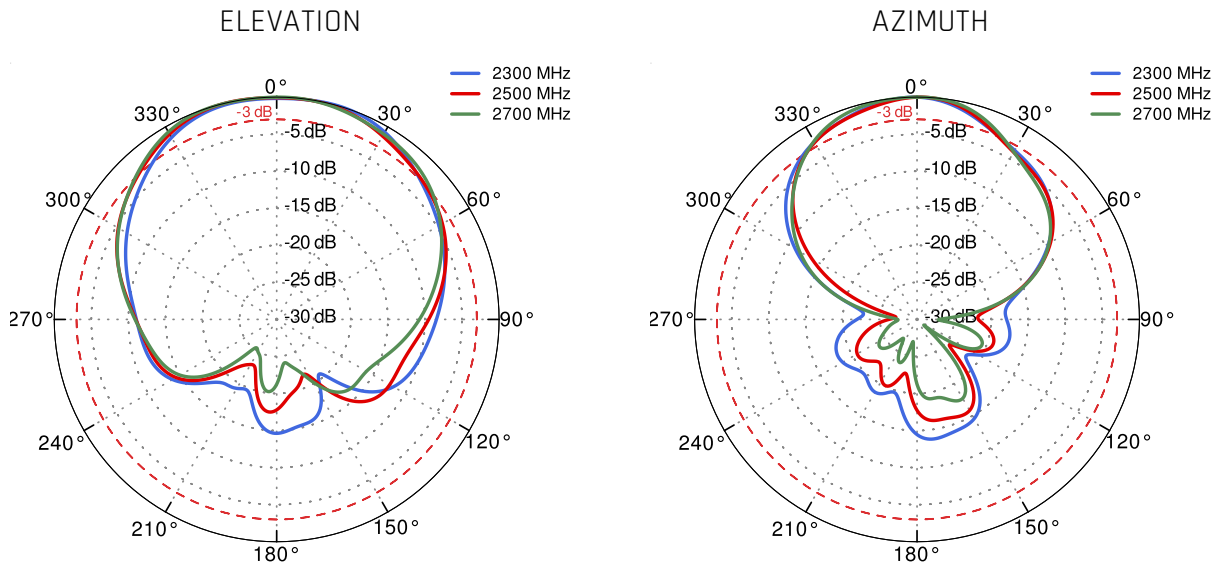 ELEVATION
AZIMUTH
2300 MHz
2500 MHz
2700 MHz
0°
330°
30°
300°
60°
270°
90°
240°
120°
210°
150°
180°
-3 dB
-5 dB
-10 dB
-15 dB
-20 dB
-25 dB
-30 dB
2300 MHz
2500 MHz
2700 MHz
0°
330°
30°
300°
60°
270°
90°
240°
120°
210°
150°
180°
-3 dB
-5 dB
-10 dB
-15 dB
-20 dB
-25 dB
-30 dB